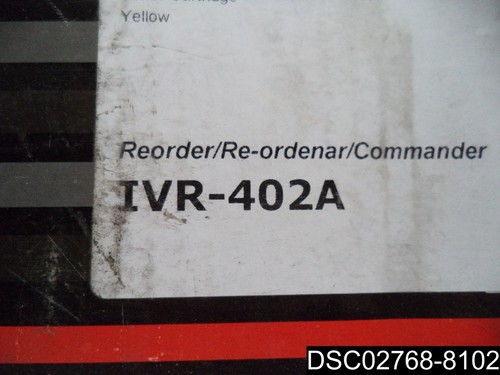 Yellow
Reorder/Re-ordenar/Commander
IVR-402A
DSC02768-8102